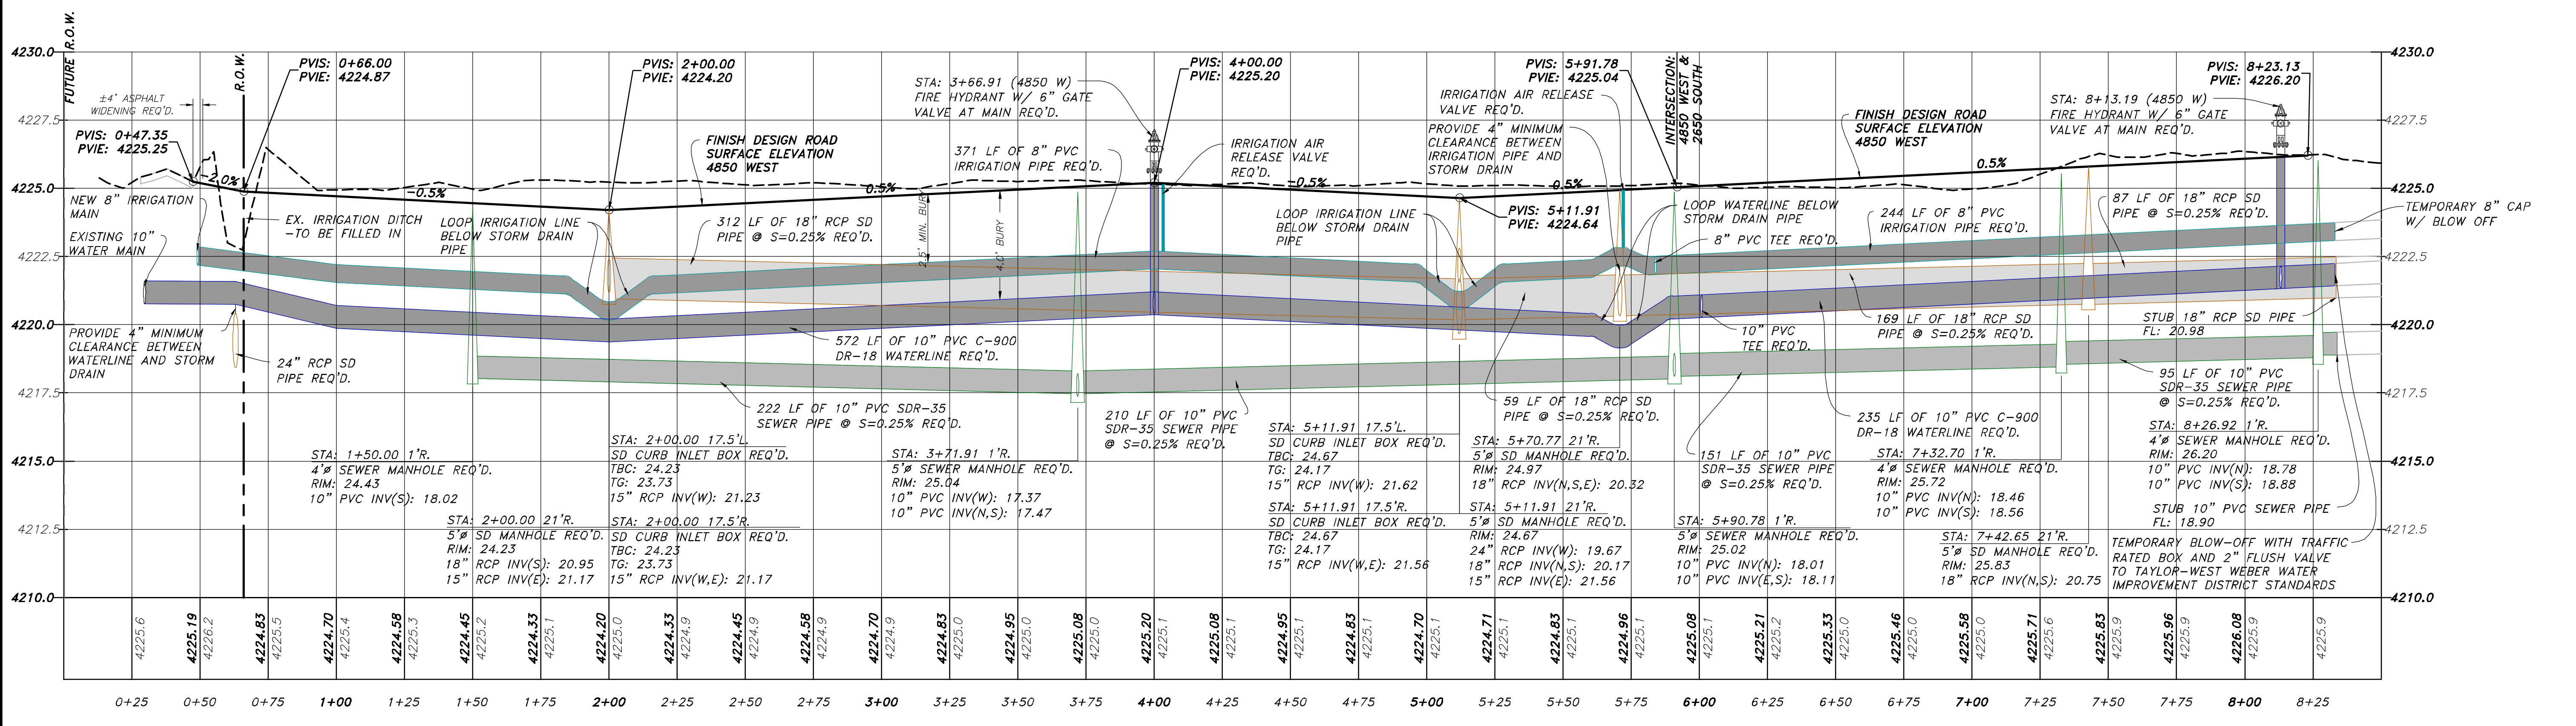 FUTURE R.O.W.
R.O.W.
4230.0
4227.5
4225.0
4222.5
4220.0
4217.5
4215.0
4212.5
4210.0
±4' ASPHALT
WIDENING REQ'D.
PVIS: 0+47.35
PVIE: 4225.25
PVIS: 0+66.00
PVIE: 4224.87
2.0%
-0.5%
NEW 8" IRRIGATION
MAIN
EXISTING 10"
WATER MAIN
EX. IRRIGATION DITCH
-TO BE FILLED IN
PROVIDE 4" MINIMUM
CLEARANCE BETWEEN
WATERLINE AND STORM
DRAIN
24" RCP SD
PIPE REQ'D.
LOOP IRRIGATION LINE
BELOW STORM DRAIN
PIPE
PVIS: 2+00.00
PVIE: 4224.20
FINISH DESIGN ROAD
SURFACE ELEVATION
4850 WEST
312 LF OF 18" RCP SD
PIPE @ S=0.25% REQ'D.
0.5%
2.5' MIN. BURY
4.0' BURY
STA: 3+66.91 (4850 W)
FIRE HYDRANT W/ 6" GATE
VALVE AT MAIN REQ'D.
371 LF OF 8" PVC
IRRIGATION PIPE REQ'D.
PVIS: 4+00.00
PVIE: 4225.20
IRRIGATION AIR
RELEASE VALVE
REQ'D.
-0.5%
LOOP IRRIGATION LINE
BELOW STORM DRAIN
PIPE
572 LF OF 10" PVC C-900
DR-18 WATERLINE REQ'D.
222 LF OF 10" PVC SDR-35
SEWER PIPE @ S=0.25% REQ'D.
210 LF OF 10" PVC
SDR-35 SEWER PIPE
@ S=0.25% REQ'D.
PVIS: 5+91.78
PVIE: 4225.04
IRRIGATION AIR RELEASE
VALVE REQ'D.
PROVIDE 4" MINIMUM
CLEARANCE BETWEEN
IRRIGATION PIPE AND
STORM DRAIN
0.5%
PVIS: 5+11.91
PVIE: 4224.64
INTERSECTION:
4850 WEST &
2650 SOUTH
LOOP WATERLINE BELOW
STORM DRAIN PIPE
8" PVC TEE REQ'D.
10" PVC
TEE REQ'D.
59 LF OF 18" RCP SD
PIPE @ S=0.25% REQ'D.
FINISH DESIGN ROAD
SURFACE ELEVATION
4850 WEST
0.5%
244 LF OF 8" PVC
IRRIGATION PIPE REQ'D.
169 LF OF 18" RCP SD
PIPE @ S=0.25% REQ'D.
235 LF OF 10" PVC C-900
DR-18 WATERLINE REQ'D.
151 LF OF 10" PVC
SDR-35 SEWER PIPE
@ S=0.25% REQ'D.
PVIS: 8+23.13
PVIE: 4226.20
STA: 8+13.19 (4850 W)
FIRE HYDRANT W/ 6" GATE
VALVE AT MAIN REQ'D.
87 LF OF 18" RCP SD
PIPE @ S=0.25% REQ'D.
TEMPORARY 8" CAP
W/ BLOW OFF
STUB 18" RCP SD PIPE
FL: 20.98
95 LF OF 10" PVC
SDR-35 SEWER PIPE
@ S=0.25% REQ'D.
STA: 1+50.00 1'R.
4'ø SEWER MANHOLE REQ'D.
RIM: 24.43
10" PVC INV(S): 18.02
STA: 2+00.00 17.5'L.
SD CURB INLET BOX REQ'D.
TBC: 24.23
TG: 23.73
15" RCP INV(W): 21.23
STA: 2+00.00 21'R.
5'ø SD MANHOLE REQ'D.
RIM: 24.23
18" RCP INV(S): 20.95
15" RCP INV(E): 21.17
STA: 2+00.00 17.5'R.
SD CURB INLET BOX REQ'D.
TBC: 24.23
TG: 23.73
15" RCP INV(W,E): 21.17
STA: 3+71.91 1'R.
5'ø SEWER MANHOLE REQ'D.
RIM: 25.04
10" PVC INV(W): 17.37
10" PVC INV(N,S): 17.47
STA: 5+11.91 17.5'L.
SD CURB INLET BOX REQ'D.
TBC: 24.67
TG: 24.17
15" RCP INV(W): 21.62
STA: 5+11.91 17.5'R.
SD CURB INLET BOX REQ'D.
TBC: 24.67
TG: 24.17
15" RCP INV(W,E): 21.56
STA: 5+70.77 21'R.
5'ø SD MANHOLE REQ'D.
RIM: 24.97
18" RCP INV(N,S,E): 20.32
STA: 5+11.91 21'R.
5'ø SD MANHOLE REQ'D.
RIM: 24.67
24" RCP INV(W): 19.67
18" RCP INV(N,S): 20.17
15" RCP INV(E): 21.56
STA: 5+90.78 1'R.
5'ø SEWER MANHOLE REQ'D.
RIM: 25.02
10" PVC INV(N): 18.01
10" PVC INV(E,S): 18.11
STA: 7+32.70 1'R.
4'ø SEWER MANHOLE REQ'D.
RIM: 25.72
10" PVC INV(N): 18.46
10" PVC INV(S): 18.56
STA: 7+42.65 21'R.
5'ø SD MANHOLE REQ'D.
RIM: 25.83
18" RCP INV(N,S): 20.75
STA: 8+26.92 1'R.
4'ø SEWER MANHOLE REQ'D.
RIM: 26.20
10" PVC INV(N): 18.78
10" PVC INV(S): 18.88
STUB 10" PVC SEWER PIPE
FL: 18.90
TEMPORARY BLOW-OFF WITH TRAFFIC
RATED BOX AND 2" FLUSH VALVE
TO TAYLOR-WEST WEBER WATER
IMPROVEMENT DISTRICT STANDARDS
4230.0
4227.5
4225.0
4222.5
4220.0
4217.5
4215.0
4212.5
4210.0
4225.6
4225.19 4226.2
4224.83 4225.5
4224.70 4225.4
4224.58 4225.3
4224.45 4225.2
4224.33 4225.1
4224.20 4225.0
4224.33 4224.9
4224.45 4224.9
4224.58 4224.9
4224.70 4224.9
4224.83 4225.0
4224.95 4225.0
4225.08 4225.0
4225.20 4225.1
4225.08 4225.1
4224.95 4225.1
4224.83 4225.1
4224.70 4225.1
4224.71 4225.1
4224.83 4225.1
4224.96 4225.1
4225.08 4225.1
4225.21 4225.2
4225.33 4225.0
4225.46 4225.0
4225.58 4225.0
4225.71 4225.6
4225.83 4225.9
4225.96 4225.9
4226.08 4225.9
4225.9
0+25 0+50 0+75 1+00 1+25 1+50 1+75 2+00 2+25 2+50 2+75 3+00 3+25 3+50 3+75 4+00 4+25 4+50 4+75 5+00 5+25 5+50 5+75 6+00 6+25 6+50 6+75 7+00 7+25 7+50 7+75 8+00 8+25